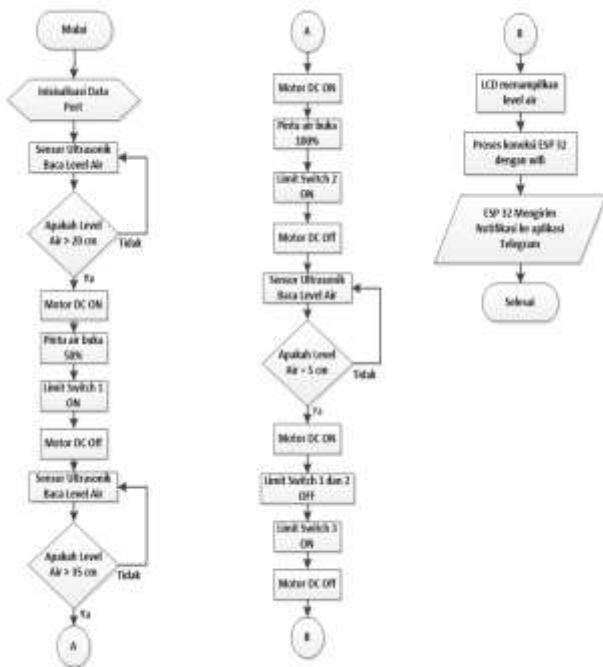 Mulai
Inisialisasi Data
Port
Sensor Ultrasonik
Baca Level Air
Apakah Level
Air > 20 cm
Tidak
Ya
Motor DC ON
Pintu air buka
50%
Limit Switch 1
ON
Motor DC Off
Sensor Ultrasonik
Baca Level Air
Apakah Level
Air > 35 cm
Tidak
Ya
A
A
Motor DC ON
Pintu air buka
100%
Limit Switch 2
ON
Motor DC Off
Sensor Ultrasonik
Baca Level Air
Apakah Level
Air 5 cm
Tidak
Ya
Motor DC ON
Limit Switch 1 dan 2
OFF
Limit Switch 3
ON
Motor DC Off
B
B
LCD menampilkan
level air
Proses koneksi ESP 32
dengan wifi
ESP 32 Mengirim
Notifikasi ke aplikasi
Telegram
Selesai